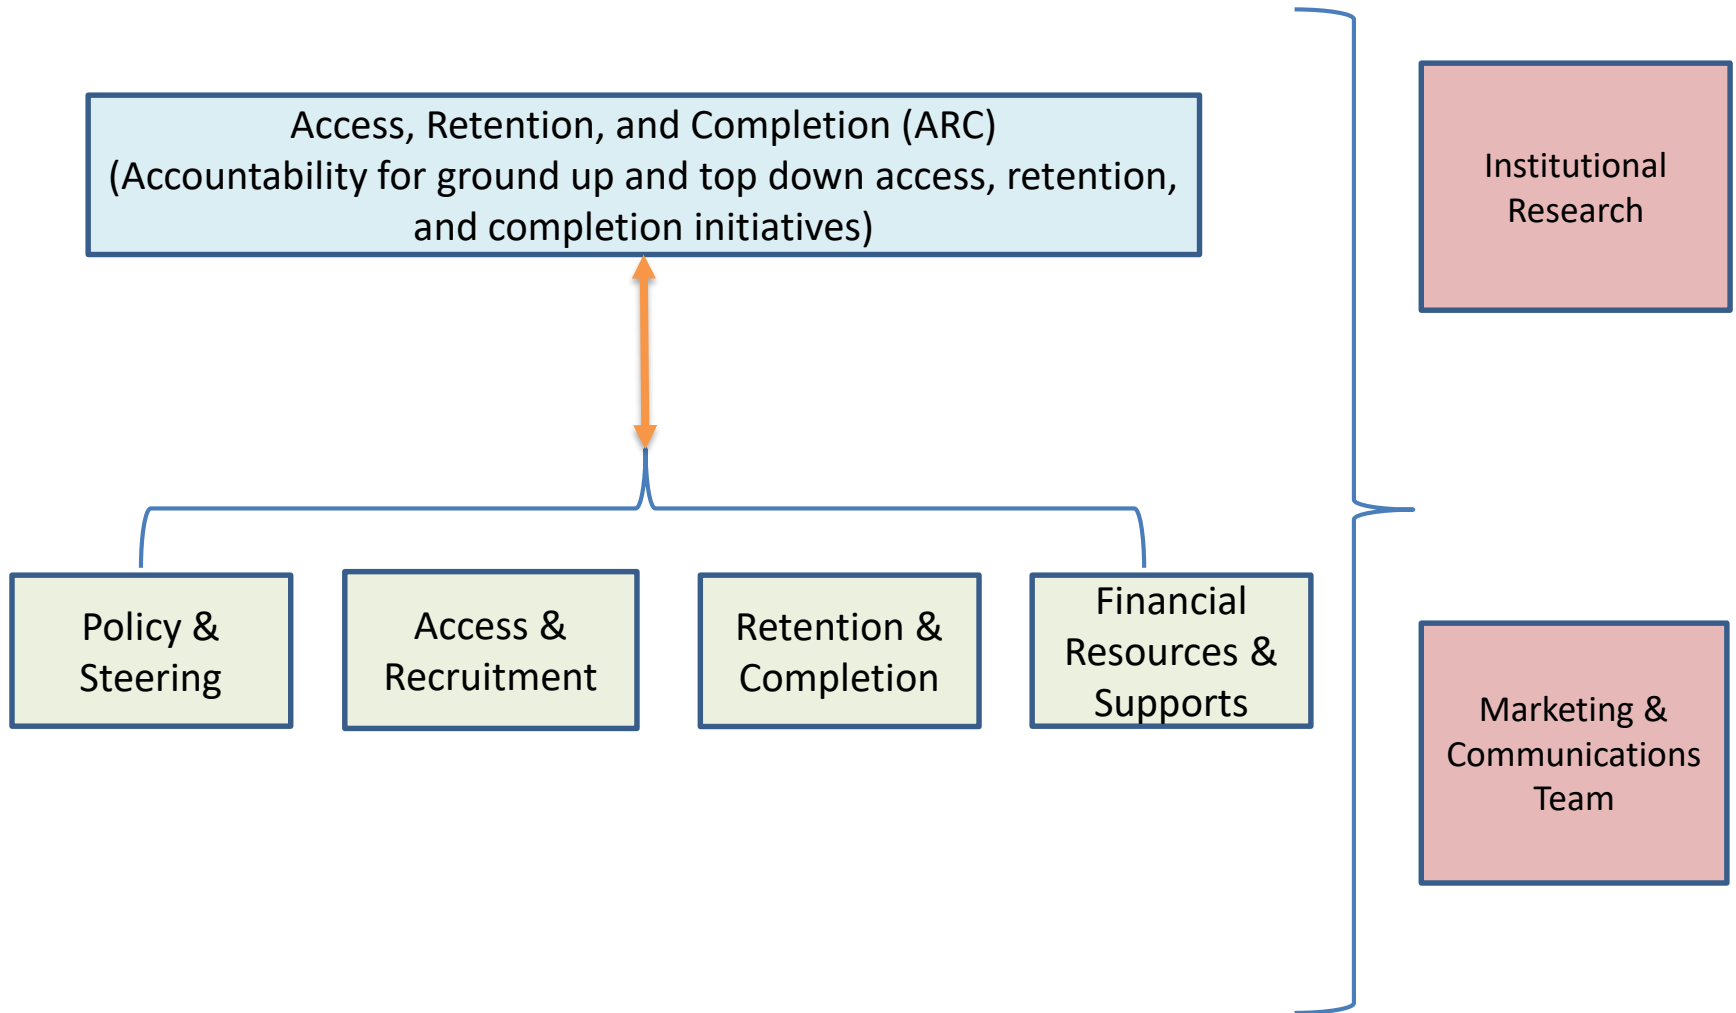 Access, Retention, and Completion (ARC)
(Accountability for ground up and top down access, retention,
and completion initiatives)
Institutional
Research
Policy &
Steering
Access &
Recruitment
Retention &
Completion
Financial
Resources &
Supports
Marketing &
Communications
Team